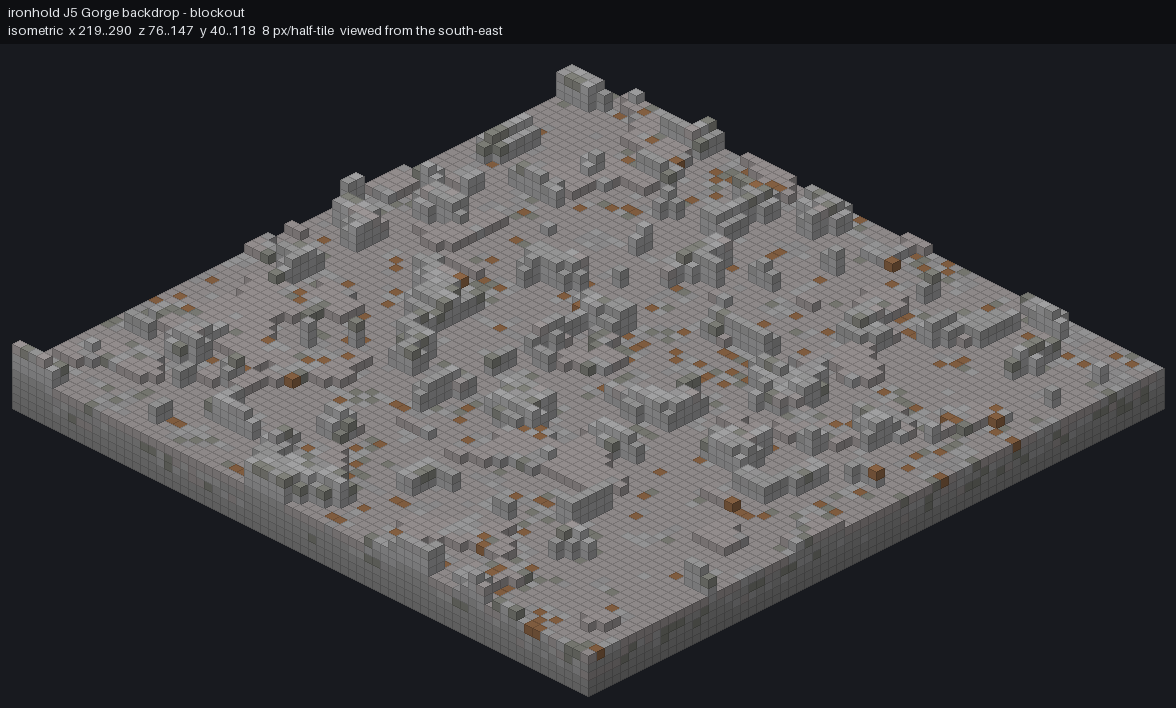 ironhold J5 Gorge backdrop - blockout
isometric  x 219..290  z 76..147  y 40..118  8 px/half-tile  viewed from the south-east